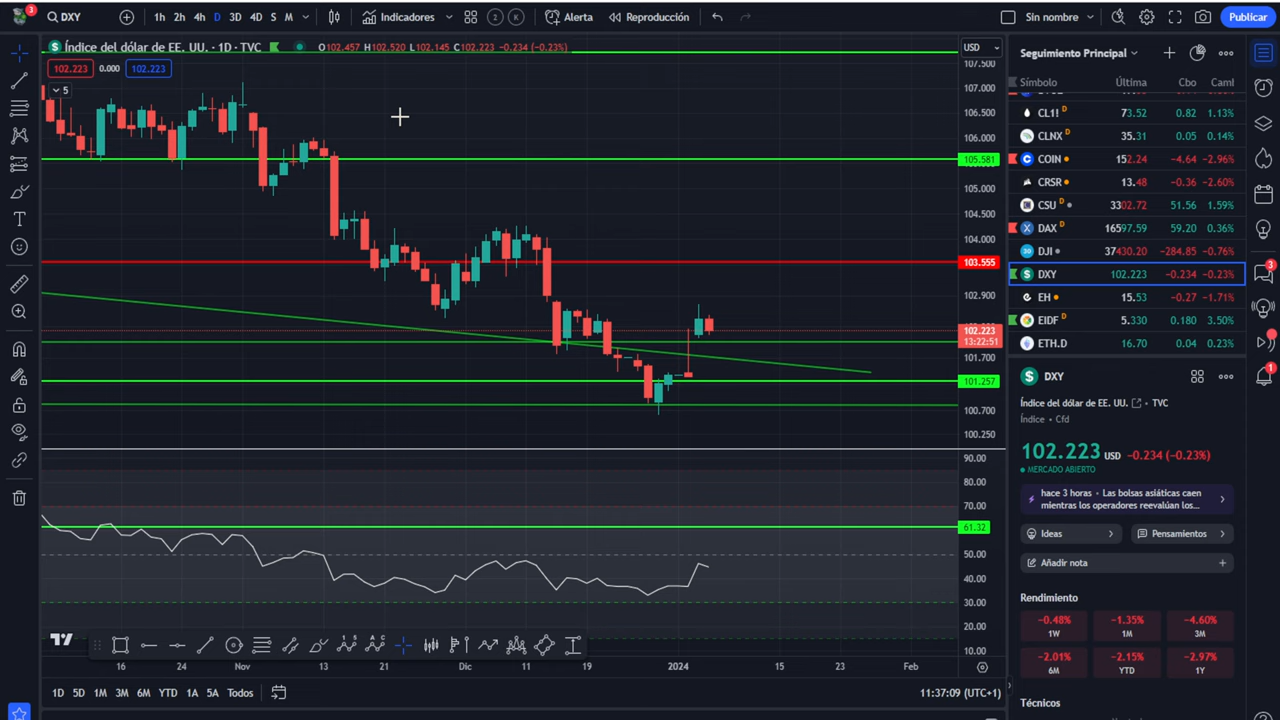 3
DXY
1h 2h 4h D 3D 4D S M
Indicadores
2 K
Alerta
Reproducción
Sin nombre
Publicar
Índice del dólar de EE. UU. · 1D · TVC
O102.457 H102.520 L102.145 C102.223 −0.234 (−0.23%)
102.223 0.000 102.223
5
USD
107.500
107.000
106.500
106.000
105.581
105.000
104.500
104.000
103.555
102.900
102.223
13:22:51
101.700
101.257
100.700
100.250
90.00
80.00
70.00
61.32
50.00
40.00
30.00
20.00
10.00
16 24 Nov 13 21 Dic 11 19 2024 15 23 Feb
1D 5D 1M 3M 6M YTD 1A 5A Todos
11:37:09 (UTC+1)
Seguimiento Principal
Símbolo Última Cbo Caml
CL1! D 73.52 0.82 1.13%
CLNX D 35.31 0.05 0.14%
COIN 152.24 −4.64 −2.96%
CRSR 13.48 −0.36 −2.60%
CSU D 3302.72 51.56 1.59%
DAX D 16597.59 59.20 0.36%
DJI 37430.20 −284.85 −0.76%
DXY 102.223 −0.234 −0.23%
EH 15.53 −0.27 −1.71%
EIDF D 5.330 0.180 3.50%
ETH.D 16.70 0.04 0.23%
DXY
Índice del dólar de EE. UU. · TVC
Índice · Cfd
102.223 USD −0.234 (−0.23%)
MERCADO ABIERTO
hace 3 horas · Las bolsas asiáticas caen
mientras los operadores reevalúan los...
Ideas
Pensamientos
Añadir nota
Rendimiento
−0.48% −1.35% −4.60%
1W 1M 3M
−2.01% −2.15% −2.97%
6M YTD 1Y
Técnicos
3
1